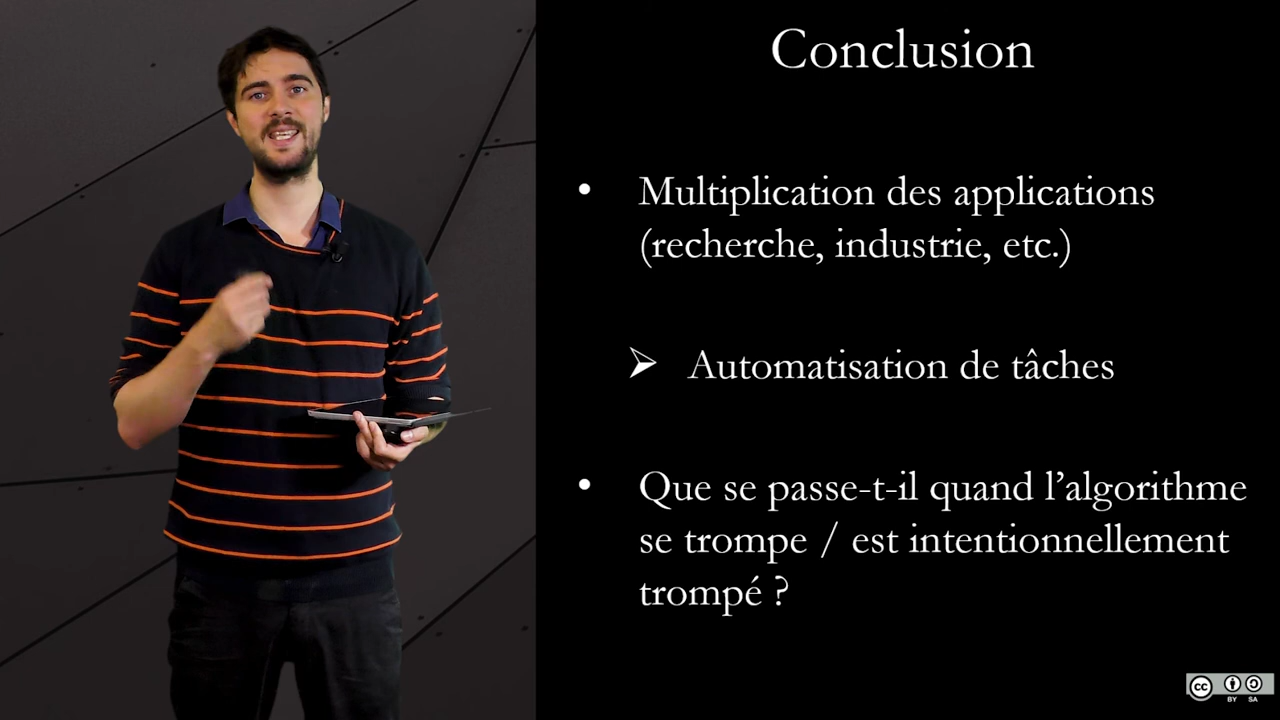 Conclusion
• Multiplication des applications
(recherche, industrie, etc.)
➢ Automatisation de tâches
• Que se passe-t-il quand l'algorithme
se trompe / est intentionnellement
trompé ?
cc
BY SA